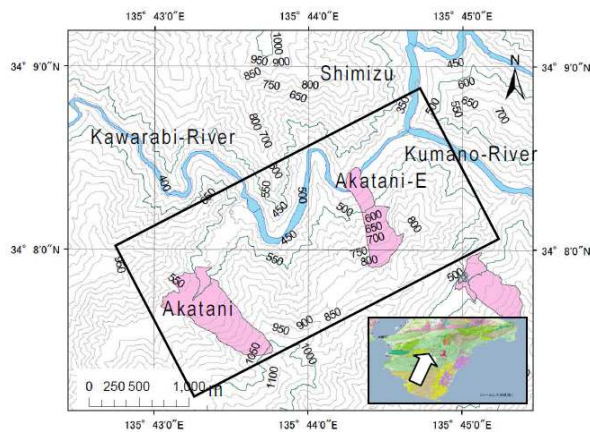 135° 43'0"E
135° 44'0"E
135° 45'0"E
34° 9'0"N
34° 9'0"N
1000
950
900
850
750
800
650
Shimizu
450
N
600
550
500
700
350
800
700
Kawarabi-River
Kumano-River
600
400
650
550
500
450
Akatani-E
500
600
650
700
800
450
34° 8'0"N
34° 8'0"N
950
550
750
800
500
550
Akatani
950
900
850
1050
1000
1100
0 250 500 1,000
m
135° 43'0"E
135° 44'0"E
135° 45'0"E